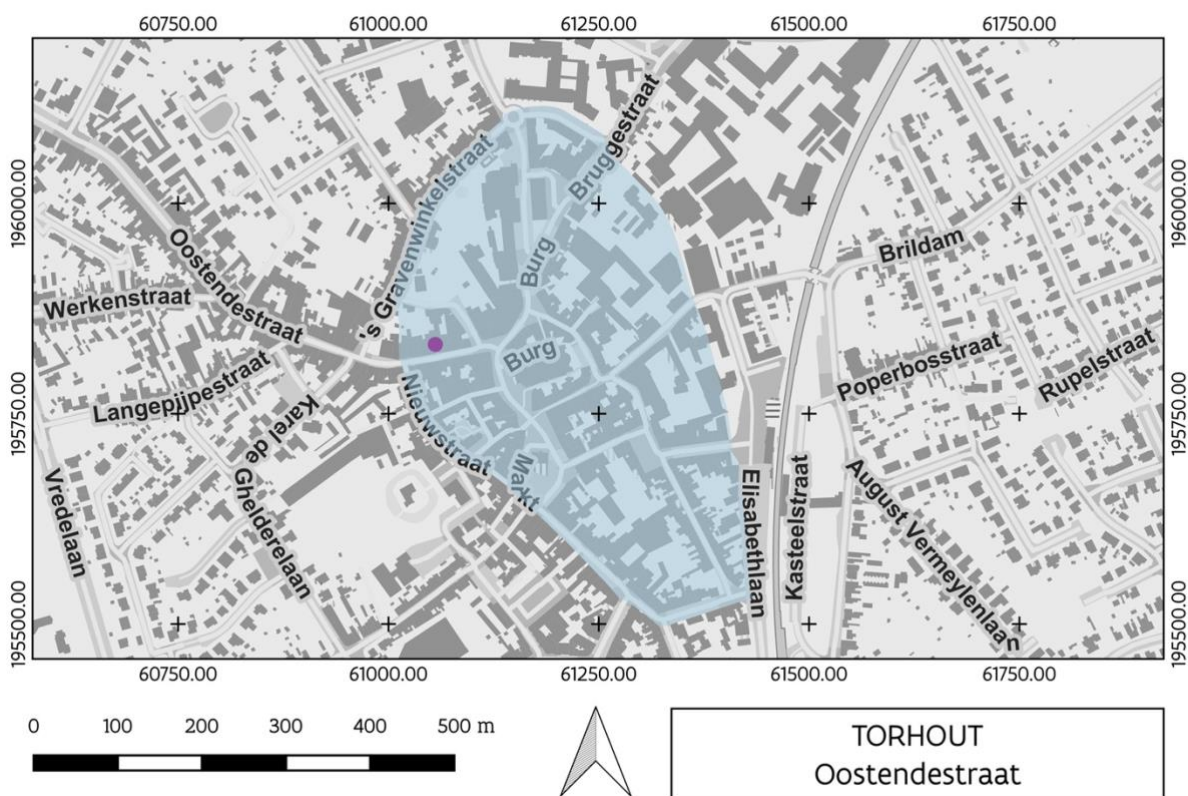 60750.00 61000.00 61250.00 61500.00 61750.00
196000.00
195750.00
195500.00
196000.00
195750.00
195500.00
's Gravenwinkelstraat
Bruggestraat
Oostendestraat
Burg
Brildam
Werkenstraat
Burg
Poperbosstraat
Rupelstraat
Langepijpestraat
Karel de
Ghelderelaan
Nieuwstraat
Markt
Vredelaan
Elisabethlaan
Kasteelstraat
August Vermeylenlaan
60750.00 61000.00 61250.00 61500.00 61750.00
0 100 200 300 400 500 m
TORHOUT
Oostendestraat